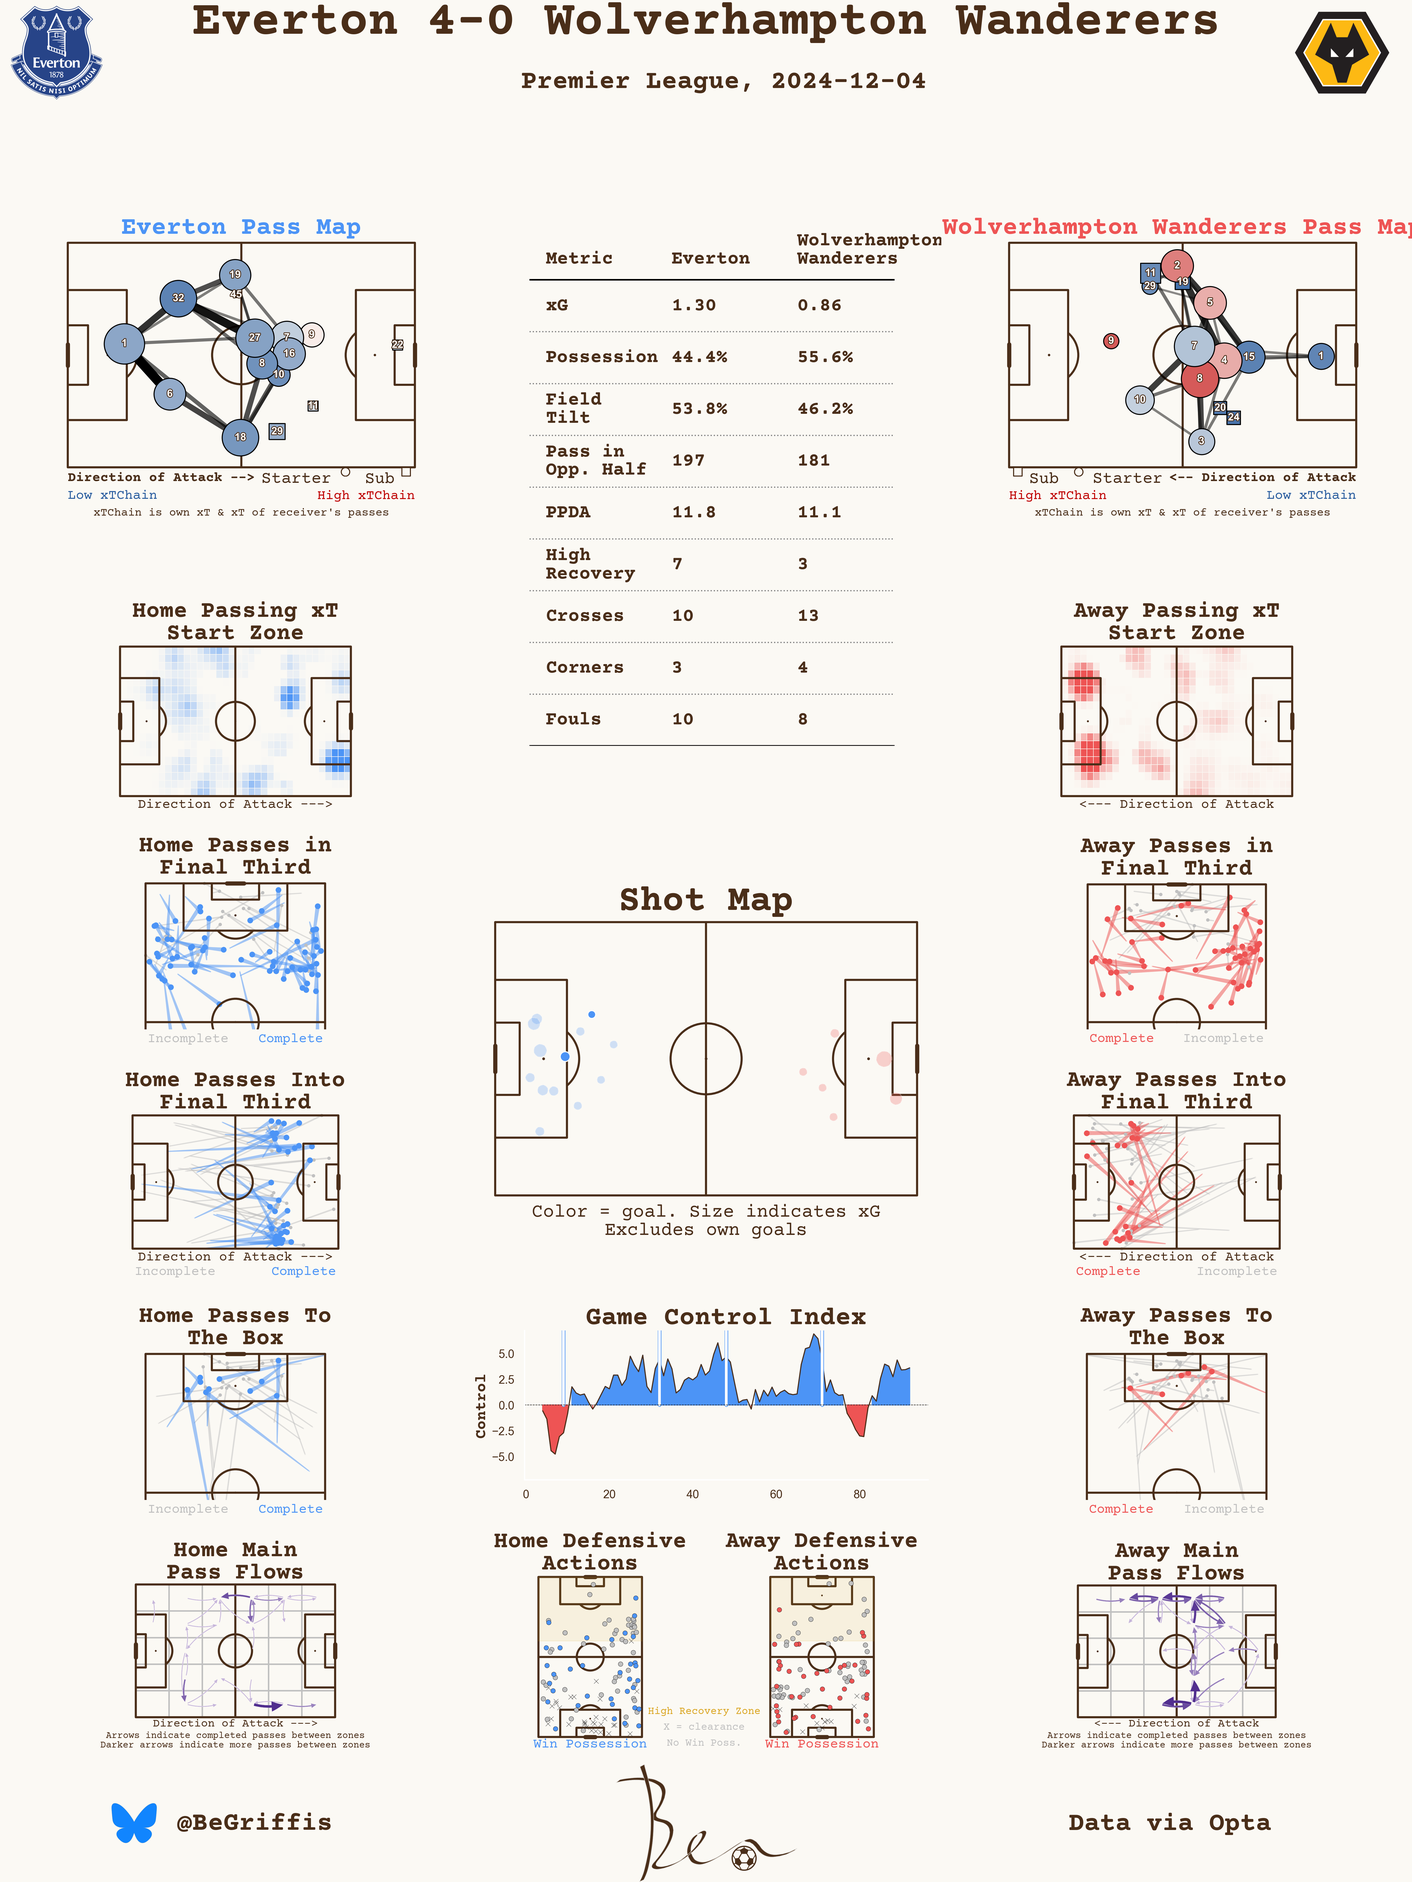 Everton 4-0 Wolverhampton Wanderers
Premier League, 2024-12-04
Everton
1878
NIL SATIS NISI OPTIMUM
Everton Pass Map
19
45
32
1
27
7
9
22
16
8
10
6
11
18
29
Direction of Attack --> Starter Sub
Low xTChain High xTChain
xTChain is own xT & xT of receiver's passes
Metric Everton Wolverhampton Wanderers
xG 1.30 0.86
Possession 44.4% 55.6%
Field Tilt 53.8% 46.2%
Pass in Opp. Half 197 181
PPDA 11.8 11.1
High Recovery 7 3
Crosses 10 13
Corners 3 4
Fouls 10 8
Wolverhampton Wanderers Pass Map
2
11
29
19
5
9
7
4
15
1
8
10
20
24
3
Sub Starter <-- Direction of Attack
High xTChain Low xTChain
xTChain is own xT & xT of receiver's passes
Home Passing xT
Start Zone
Direction of Attack --->
Away Passing xT
Start Zone
<--- Direction of Attack
Home Passes in
Final Third
Incomplete Complete
Away Passes in
Final Third
Complete Incomplete
Shot Map
Color = goal. Size indicates xG
Excludes own goals
Home Passes Into
Final Third
Direction of Attack --->
Incomplete Complete
Away Passes Into
Final Third
<--- Direction of Attack
Complete Incomplete
Home Passes To
The Box
Incomplete Complete
Game Control Index
Control
5.0
2.5
0.0
−2.5
−5.0
0 20 40 60 80
Away Passes To
The Box
Complete Incomplete
Home Main
Pass Flows
Direction of Attack --->
Arrows indicate completed passes between zones
Darker arrows indicate more passes between zones
Home Defensive
Actions
Win Possession
Away Defensive
Actions
Win Possession
High Recovery Zone
X = clearance
No Win Poss.
Away Main
Pass Flows
<--- Direction of Attack
Arrows indicate completed passes between zones
Darker arrows indicate more passes between zones
@BeGriffis
Ben
Data via Opta